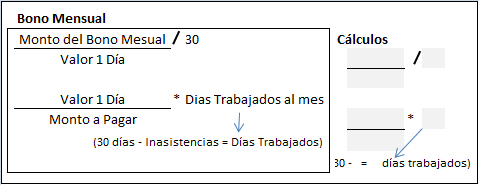 Bono Mensual
Monto del Bono Mesual / 30
Valor 1 Día
Valor 1 Día * Dias Trabajados al mes
Monto a Pagar
(30 días - Inasistencias = Días Trabajados)
Cálculos
/
*
30 - = días trabajados)